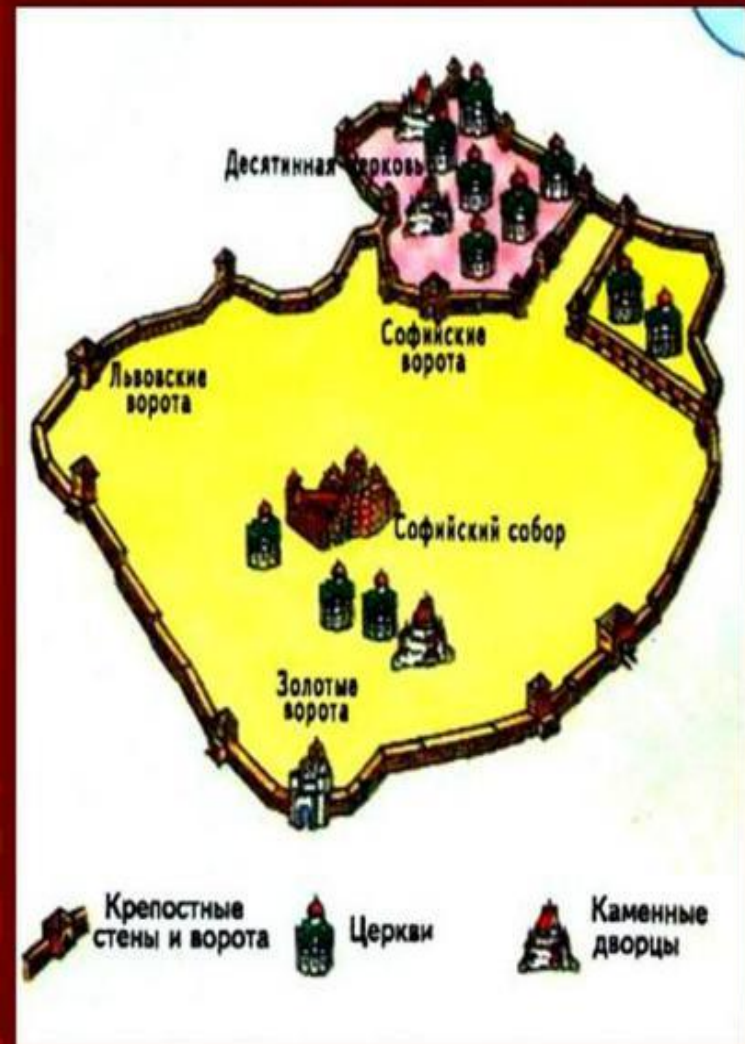 Десятинная церковь
Софийские
ворота
Львовские
ворота
Софийский собор
Золотые
ворота
Крепостные
стены и ворота
Церкви
Каменные
дворцы